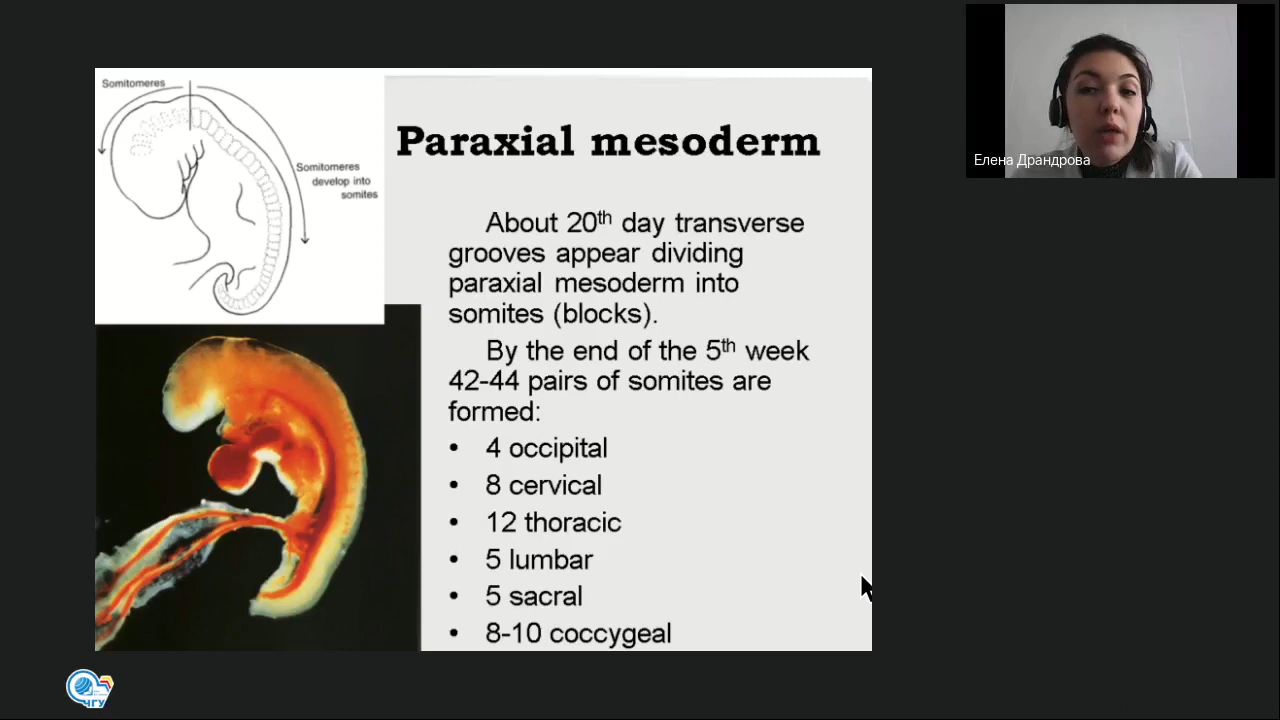 Somitomeres
Somitomeres
develop into
somites
Paraxial mesoderm
About 20th day transverse
grooves appear dividing
paraxial mesoderm into
somites (blocks).
By the end of the 5th week
42-44 pairs of somites are
formed:
• 4 occipital
• 8 cervical
• 12 thoracic
• 5 lumbar
• 5 sacral
• 8-10 coccygeal
Елена Драндрова
ЧГУ